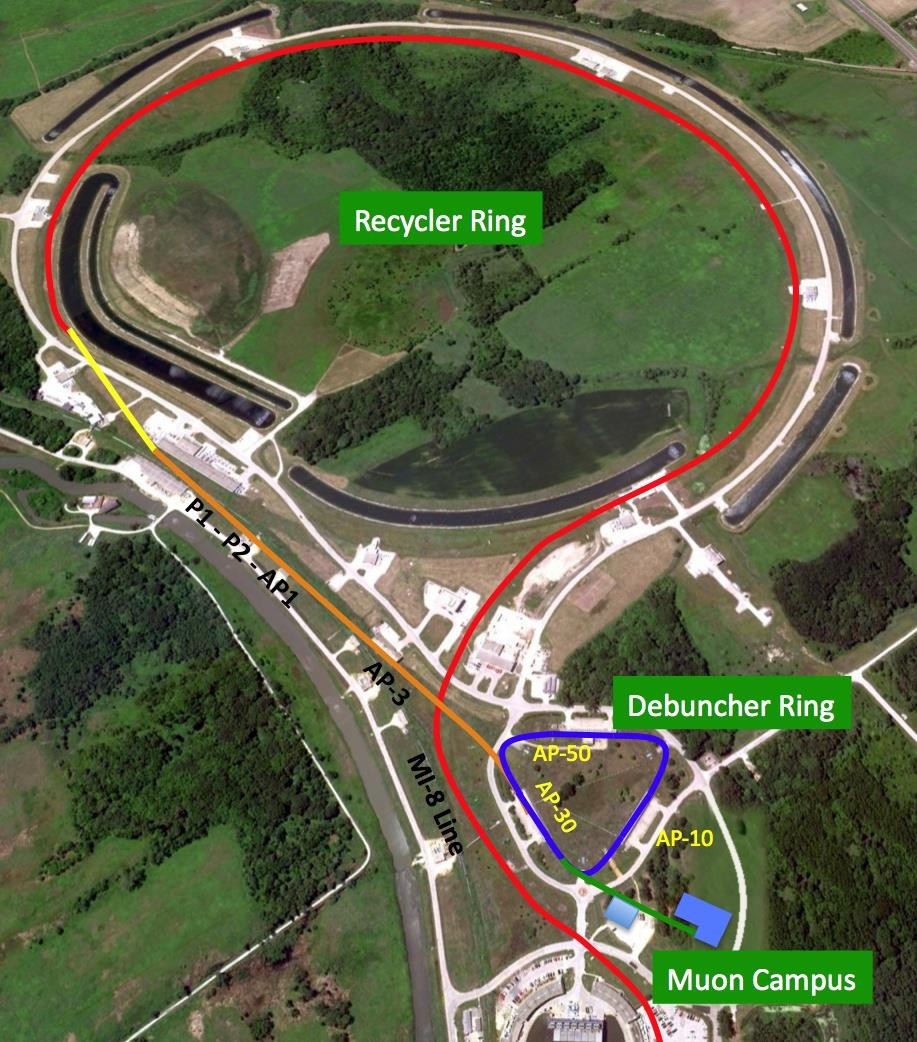 Recycler Ring
P1 - P2 - AP1
AP-3
Debuncher Ring
AP-50
MI-8 Line
AP-30
AP-10
Muon Campus